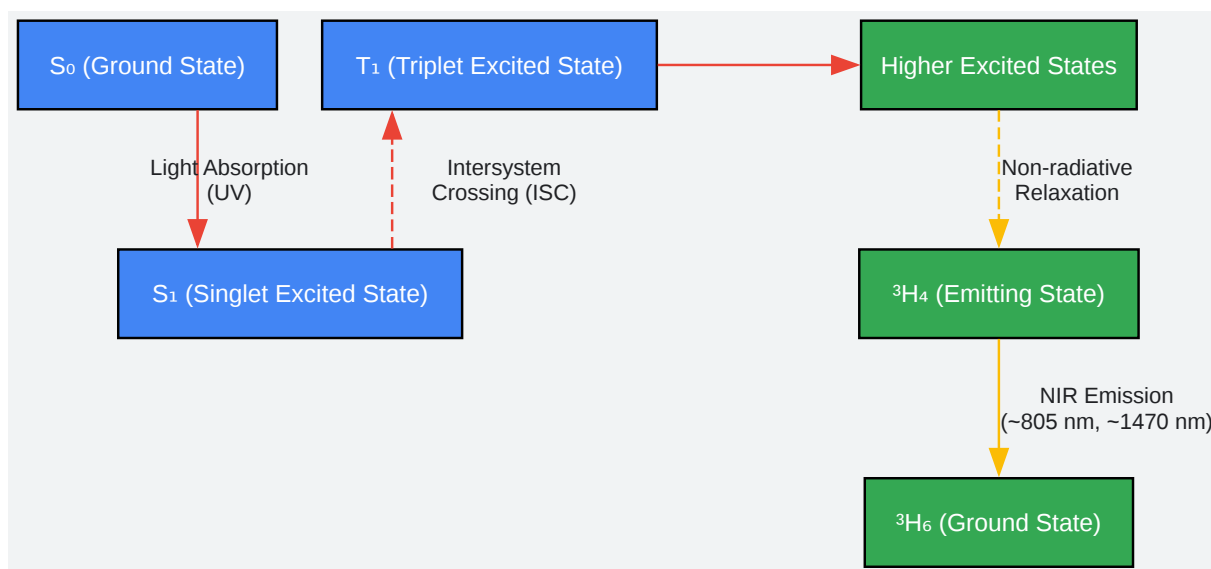 S₀ (Ground State)
T₁ (Triplet Excited State)
Higher Excited States
Light Absorption
(UV)
Intersystem
Crossing (ISC)
Non-radiative
Relaxation
S₁ (Singlet Excited State)
³H₄ (Emitting State)
NIR Emission
(~805 nm, ~1470 nm)
³H₆ (Ground State)